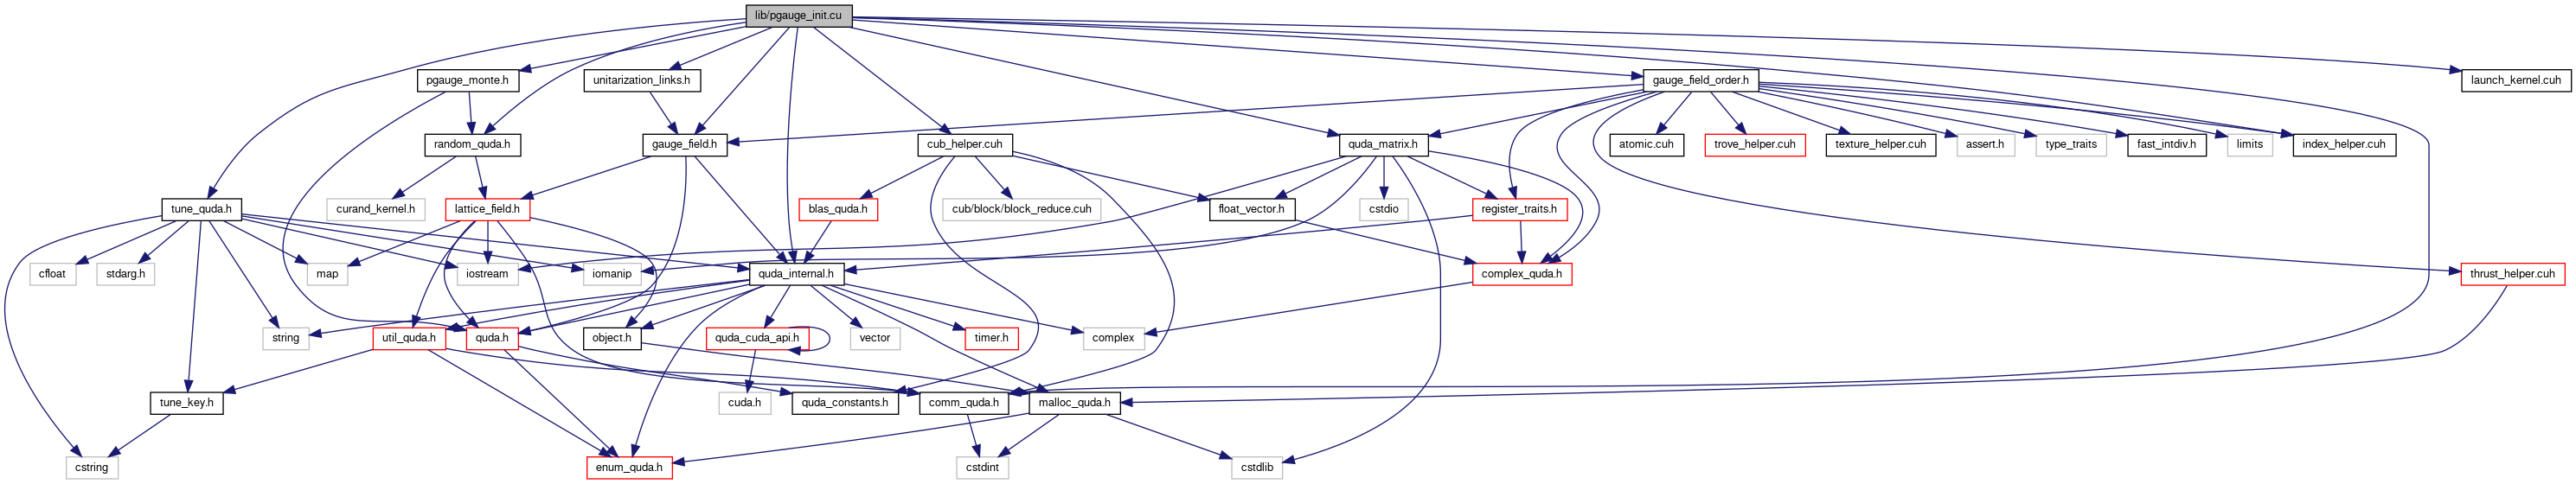 lib/pgauge_init.cu
pgauge_monte.h
unitarization_links.h
gauge_field_order.h
launch_kernel.cuh
random_quda.h
gauge_field.h
cub_helper.cuh
quda_matrix.h
atomic.cuh
trove_helper.cuh
texture_helper.cuh
assert.h
type_traits
fast_intdiv.h
limits
index_helper.cuh
tune_quda.h
curand_kernel.h
lattice_field.h
blas_quda.h
cub/block/block_reduce.cuh
float_vector.h
cstdio
register_traits.h
cfloat
stdarg.h
map
iostream
iomanip
quda_internal.h
complex_quda.h
thrust_helper.cuh
string
util_quda.h
quda.h
object.h
quda_cuda_api.h
vector
timer.h
complex
tune_key.h
cuda.h
quda_constants.h
comm_quda.h
malloc_quda.h
cstring
enum_quda.h
cstdint
cstdlib